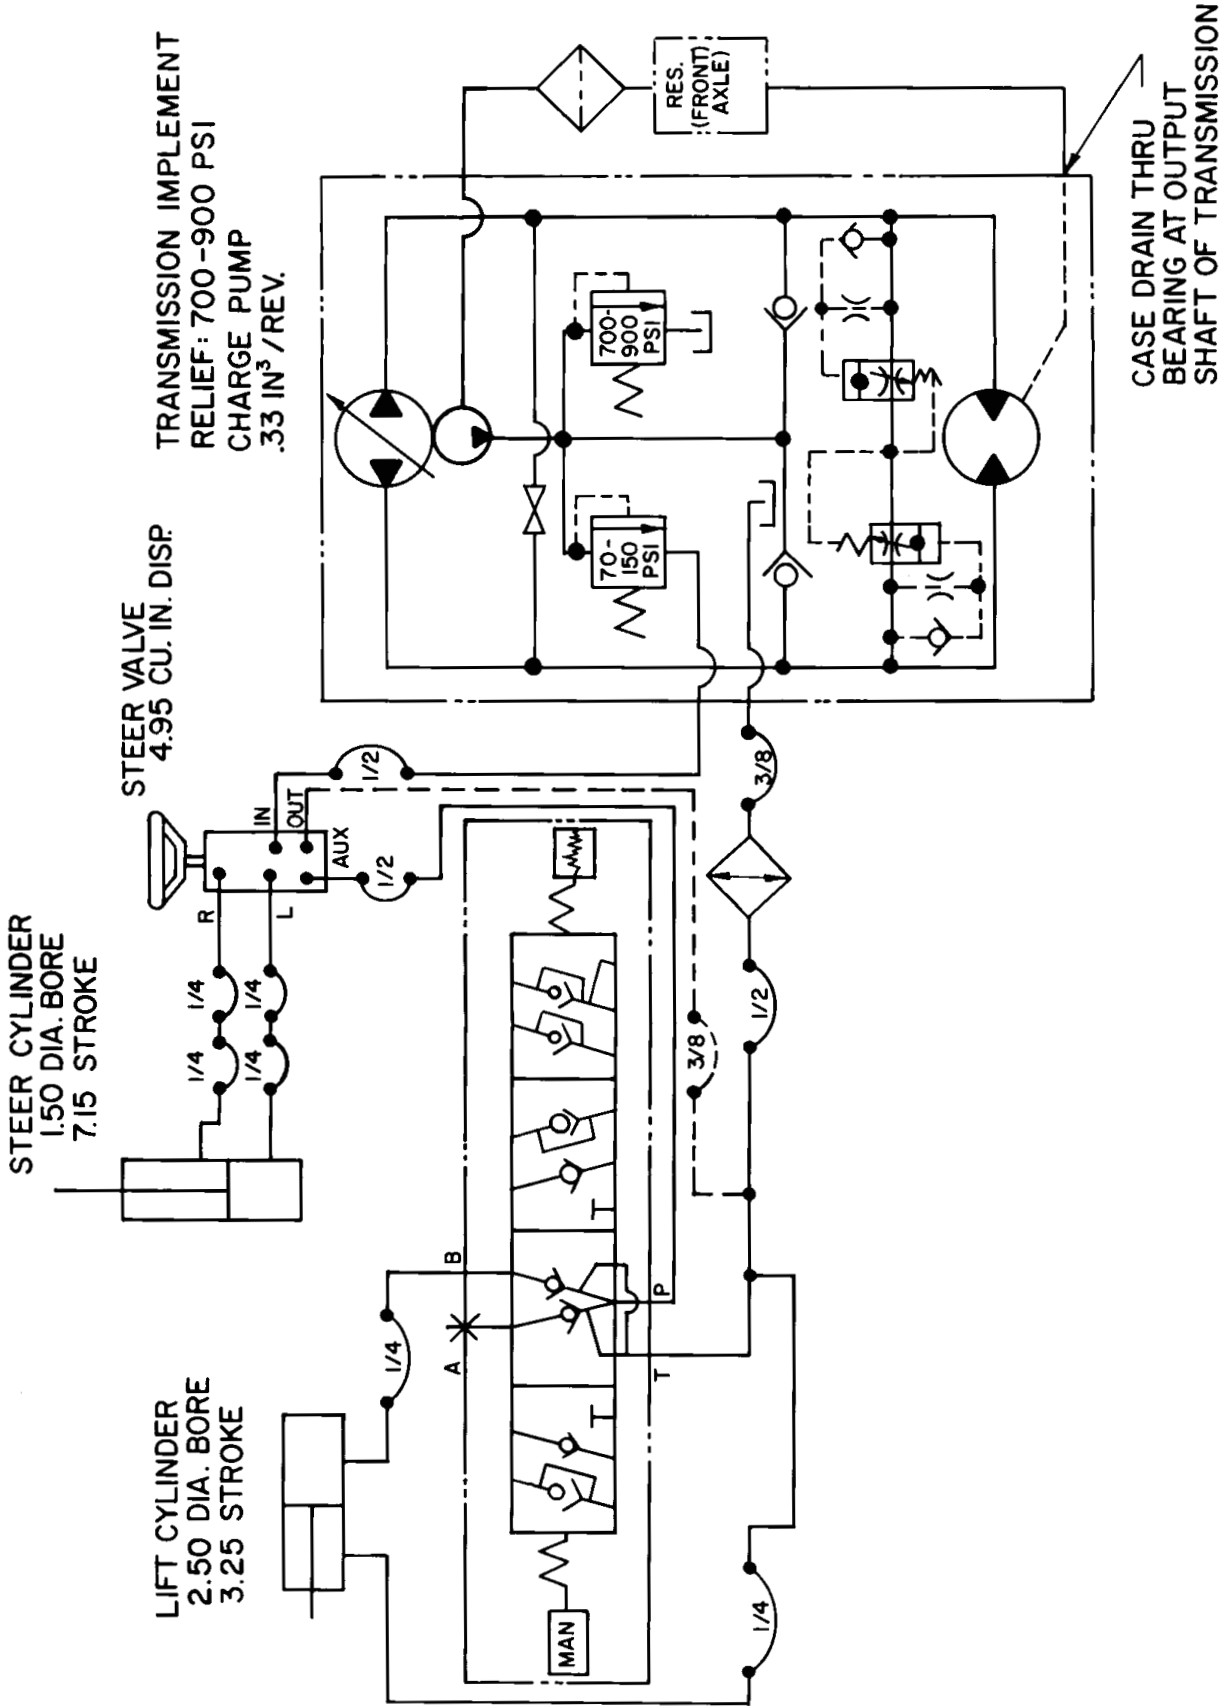 STEER CYLINDER
1.50 DIA. BORE
7.15 STROKE
STEER VALVE
4.95 CU. IN. DISP.
TRANSMISSION IMPLEMENT
RELIEF: 700-900 PSI
CHARGE PUMP
.33 IN³/REV.
LIFT CYLINDER
2.50 DIA. BORE
3.25 STROKE
R
L
IN
OUT
AUX
1/4
1/4
1/4
1/4
1/2
1/2
1/4
A
B
MAN
T
T
T
P
3/8
1/2
1/4
3/8
70-
150
PSI
700-
900
PSI
RES.
(FRONT)
AXLE)
CASE DRAIN THRU
BEARING AT OUTPUT
SHAFT OF TRANSMISSION